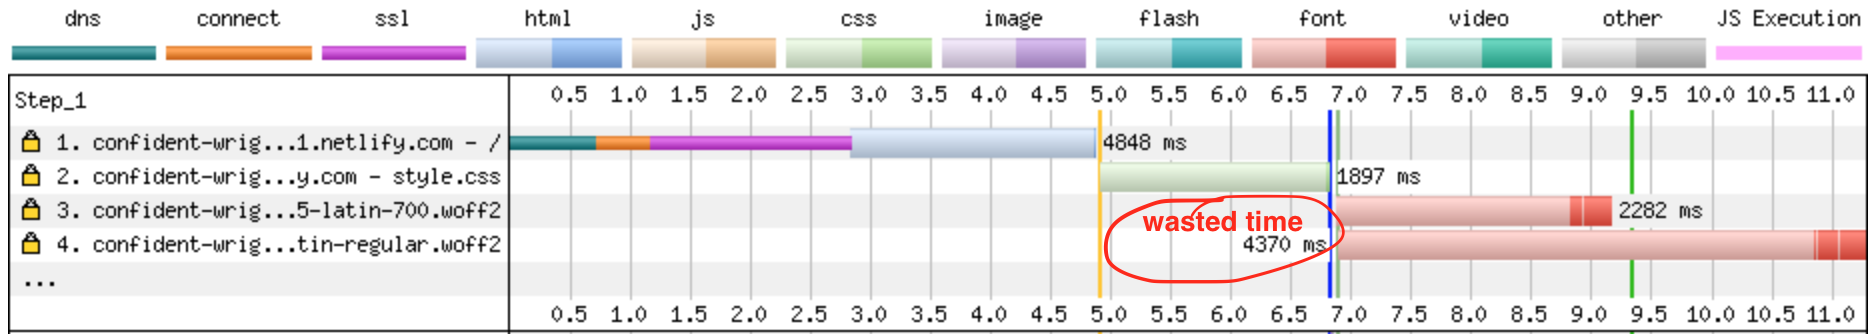 dns connect ssl html js css image flash font video other JS Execution
Step_1 0.5 1.0 1.5 2.0 2.5 3.0 3.5 4.0 4.5 5.0 5.5 6.0 6.5 7.0 7.5 8.0 8.5 9.0 9.5 10.0 10.5 11.0
1. confident-wrig...1.netlify.com - / 4848 ms
2. confident-wrig...y.com - style.css 1897 ms
3. confident-wrig...5-latin-700.woff2 2282 ms
wasted time
4. confident-wrig...tin-regular.woff2 4370 ms
...
0.5 1.0 1.5 2.0 2.5 3.0 3.5 4.0 4.5 5.0 5.5 6.0 6.5 7.0 7.5 8.0 8.5 9.0 9.5 10.0 10.5 11.0